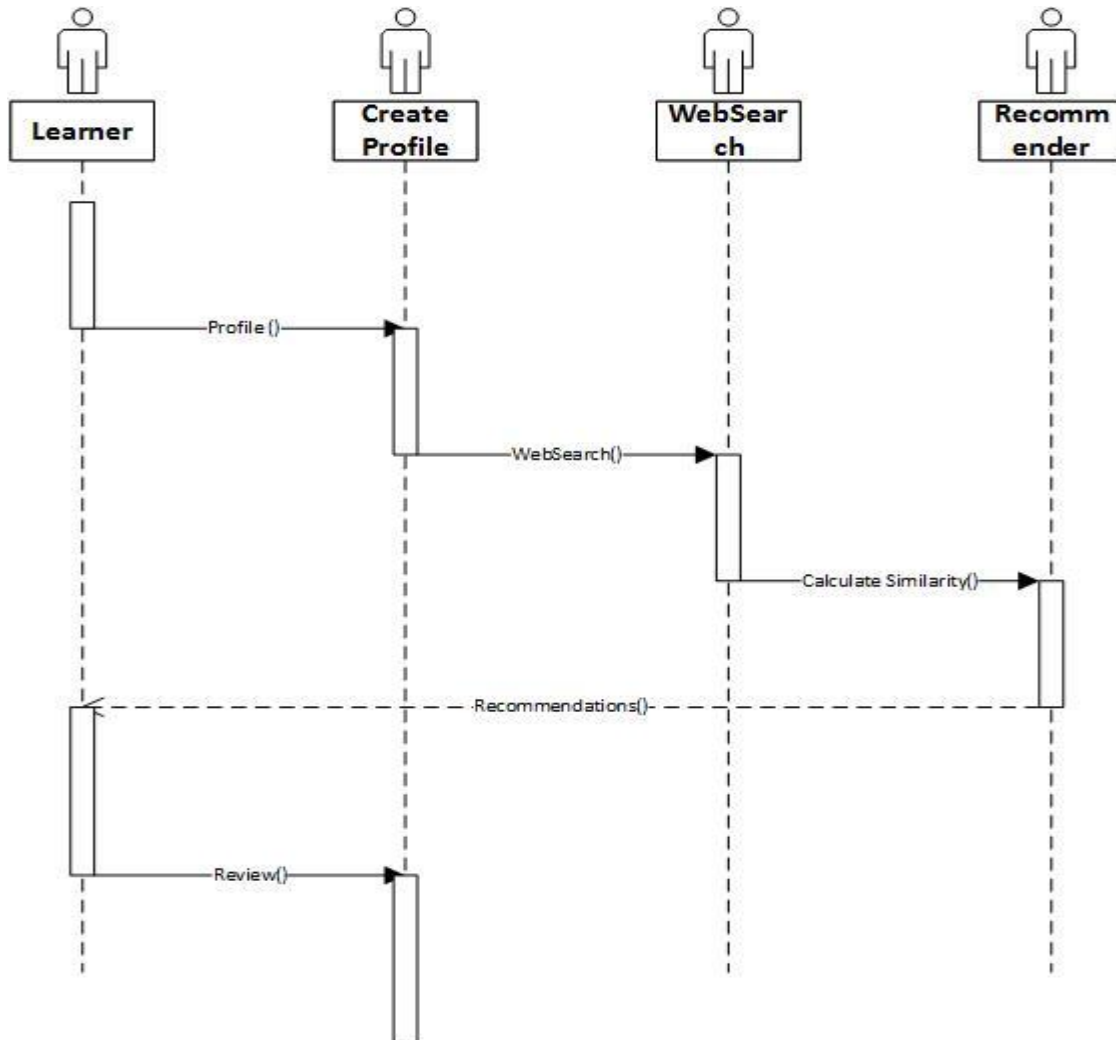 Learner
Create
Profile
WebSear
ch
Recomm
ender
Profile ()
WebSearch()
Calculate Similarity()
Recommendations()
Review()